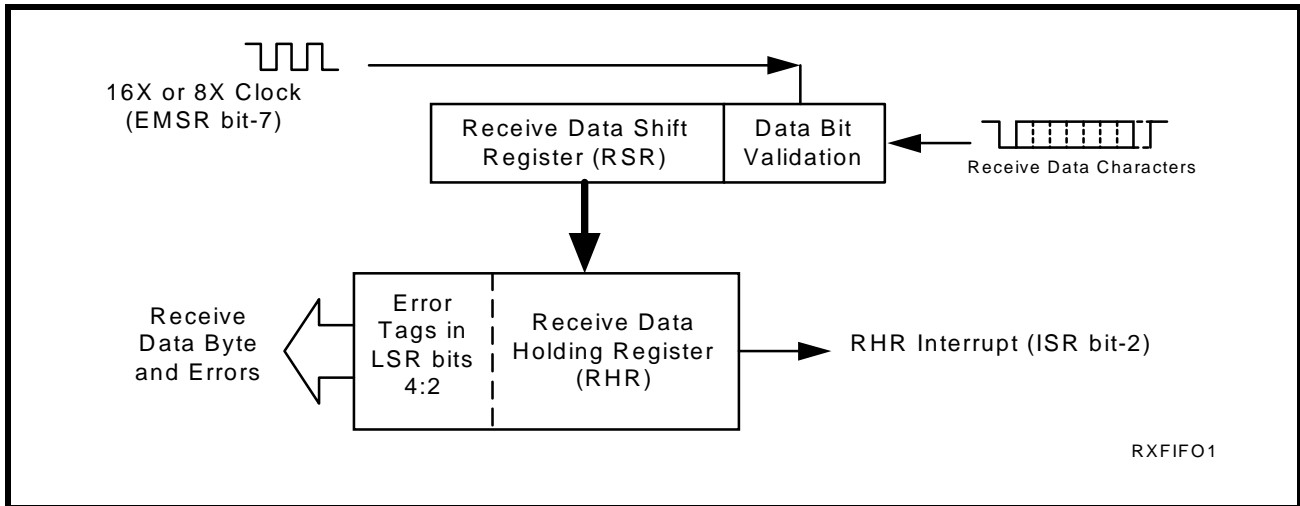 16X or 8X Clock
(EMSR bit-7)
Receive Data Shift
Register (RSR)
Data Bit
Validation
Receive Data Characters
Receive
Data Byte
and Errors
Error
Tags in
LSR bits
4:2
Receive Data
Holding Register
(RHR)
RHR Interrupt (ISR bit-2)
RXFIFO1